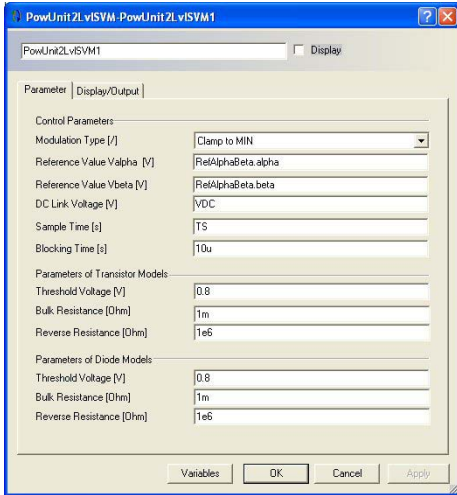 PowUnit2LvlSVM-PowUnit2LvlSVM1
PowUnit2LvlSVM1
Display
Parameter Display/Output
Control Parameters
Modulation Type [/] Clamp to MIN
Reference Value Valpha [V] RefAlphaBeta.alpha
Reference Value Vbeta [V] RefAlphaBeta.beta
DC Link Voltage [V] VDC
Sample Time [s] TS
Blocking Time [s] 10u
Parameters of Transistor Models
Threshold Voltage [V] 0.8
Bulk Resistance [Ohm] 1m
Reverse Resistance [Ohm] 1e6
Parameters of Diode Models
Threshold Voltage [V] 0.8
Bulk Resistance [Ohm] 1m
Reverse Resistance [Ohm] 1e6
Variables OK Cancel Apply